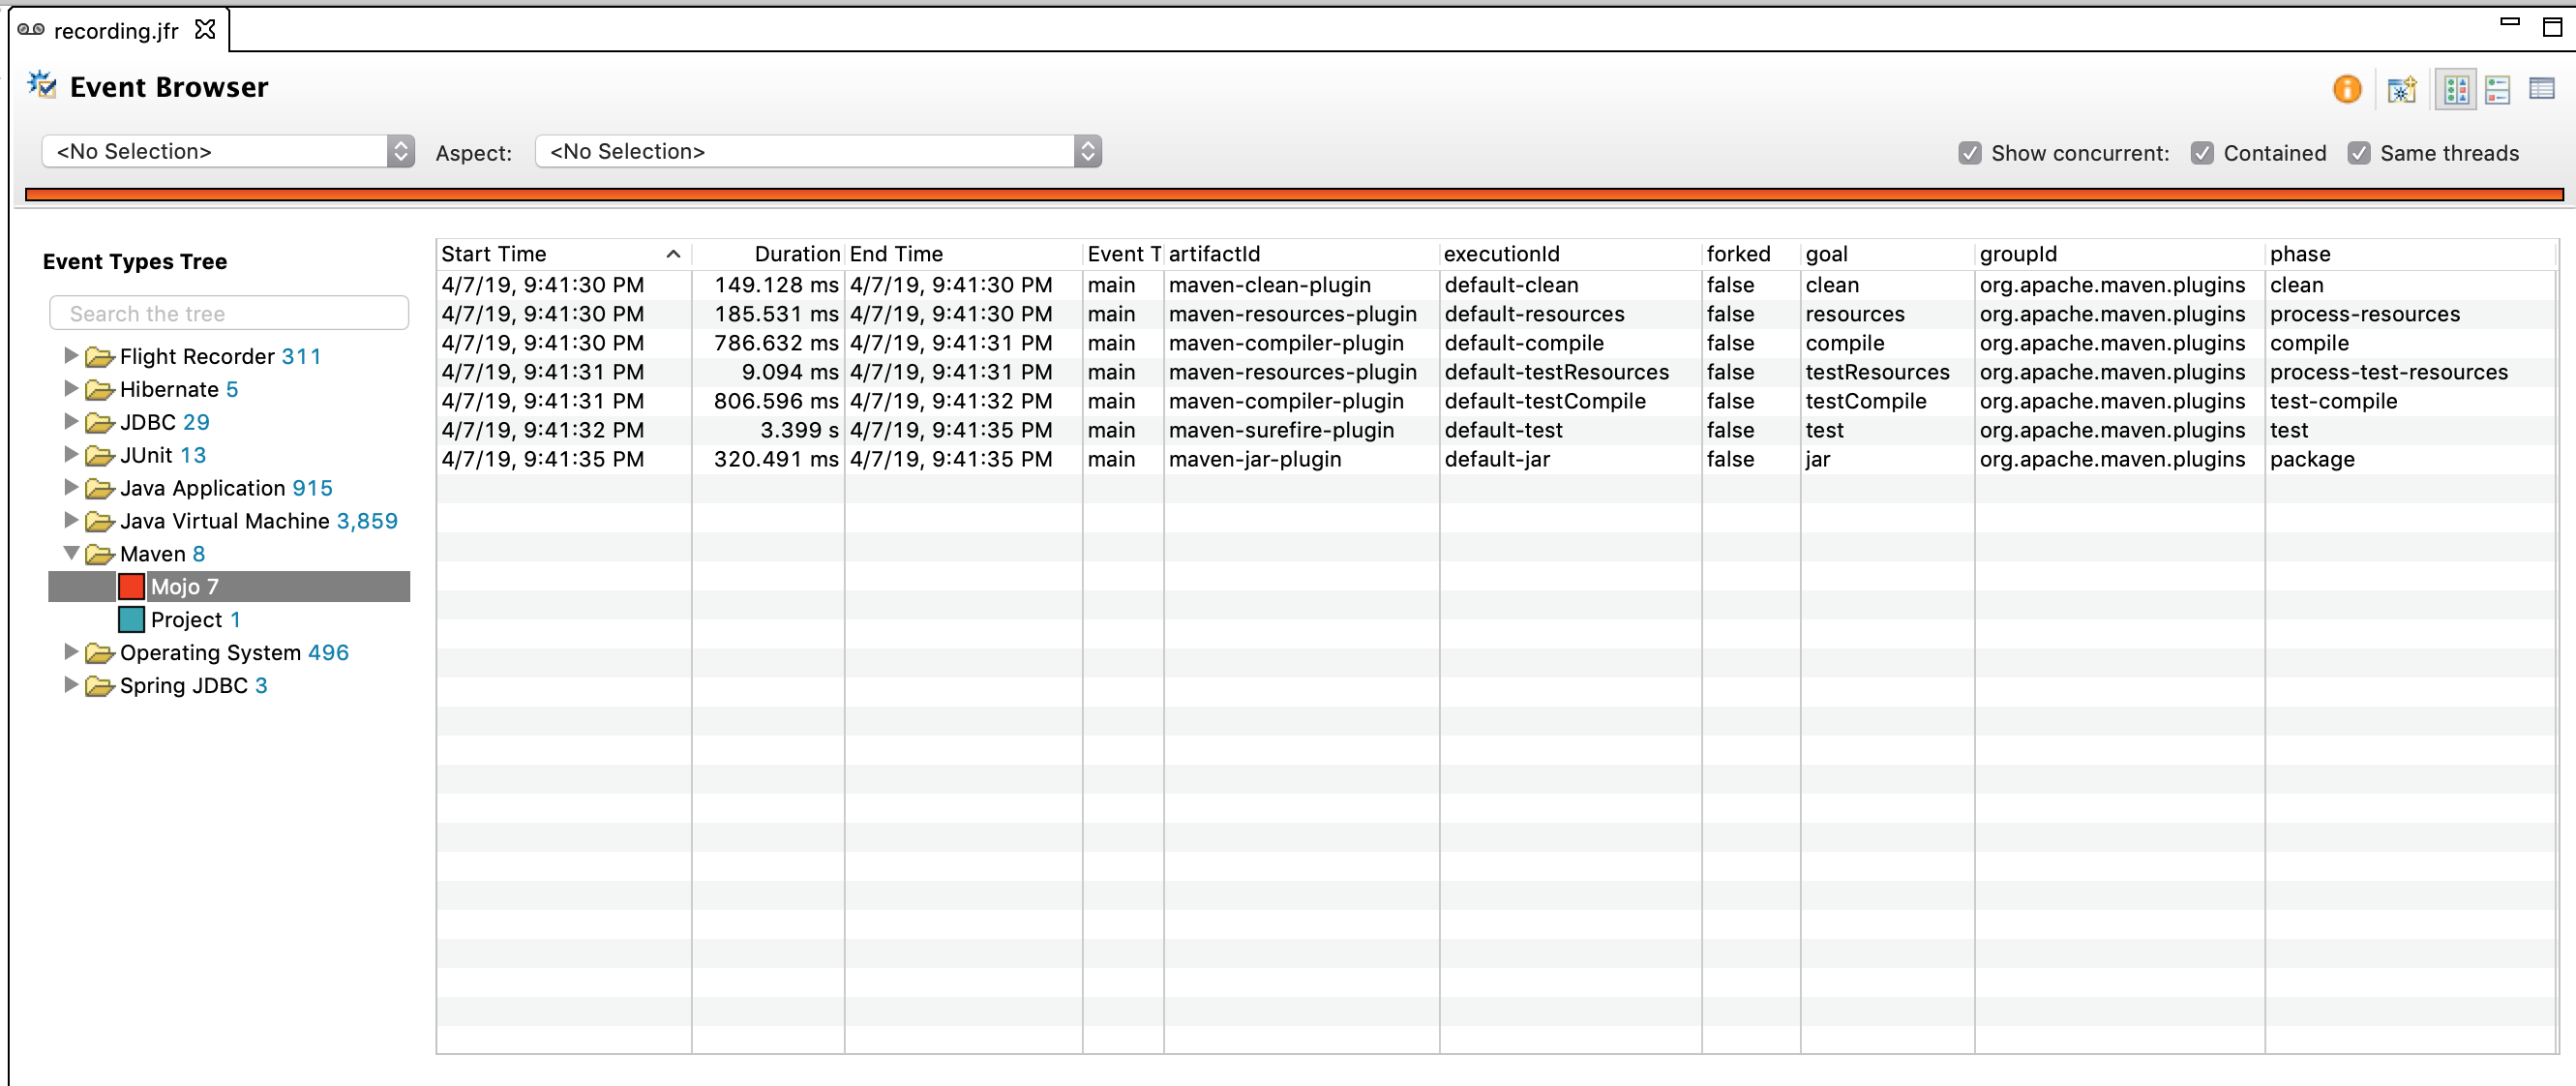 recording.jfr
Event Browser
<No Selection> Aspect: <No Selection> Show concurrent: Contained Same threads
Event Types Tree
Search the tree
Flight Recorder 311
Hibernate 5
JDBC 29
JUnit 13
Java Application 915
Java Virtual Machine 3,859
Maven 8
Mojo 7
Project 1
Operating System 496
Spring JDBC 3
Start Time Duration End Time Event T artifactId executionId forked goal groupId phase
4/7/19, 9:41:30 PM 149.128 ms 4/7/19, 9:41:30 PM main maven-clean-plugin default-clean false clean org.apache.maven.plugins clean
4/7/19, 9:41:30 PM 185.531 ms 4/7/19, 9:41:30 PM main maven-resources-plugin default-resources false resources org.apache.maven.plugins process-resources
4/7/19, 9:41:30 PM 786.632 ms 4/7/19, 9:41:31 PM main maven-compiler-plugin default-compile false compile org.apache.maven.plugins compile
4/7/19, 9:41:31 PM 9.094 ms 4/7/19, 9:41:31 PM main maven-resources-plugin default-testResources false testResources org.apache.maven.plugins process-test-resources
4/7/19, 9:41:31 PM 806.596 ms 4/7/19, 9:41:32 PM main maven-compiler-plugin default-testCompile false testCompile org.apache.maven.plugins test-compile
4/7/19, 9:41:32 PM 3.399 s 4/7/19, 9:41:35 PM main maven-surefire-plugin default-test false test org.apache.maven.plugins test
4/7/19, 9:41:35 PM 320.491 ms 4/7/19, 9:41:35 PM main maven-jar-plugin default-jar false jar org.apache.maven.plugins package